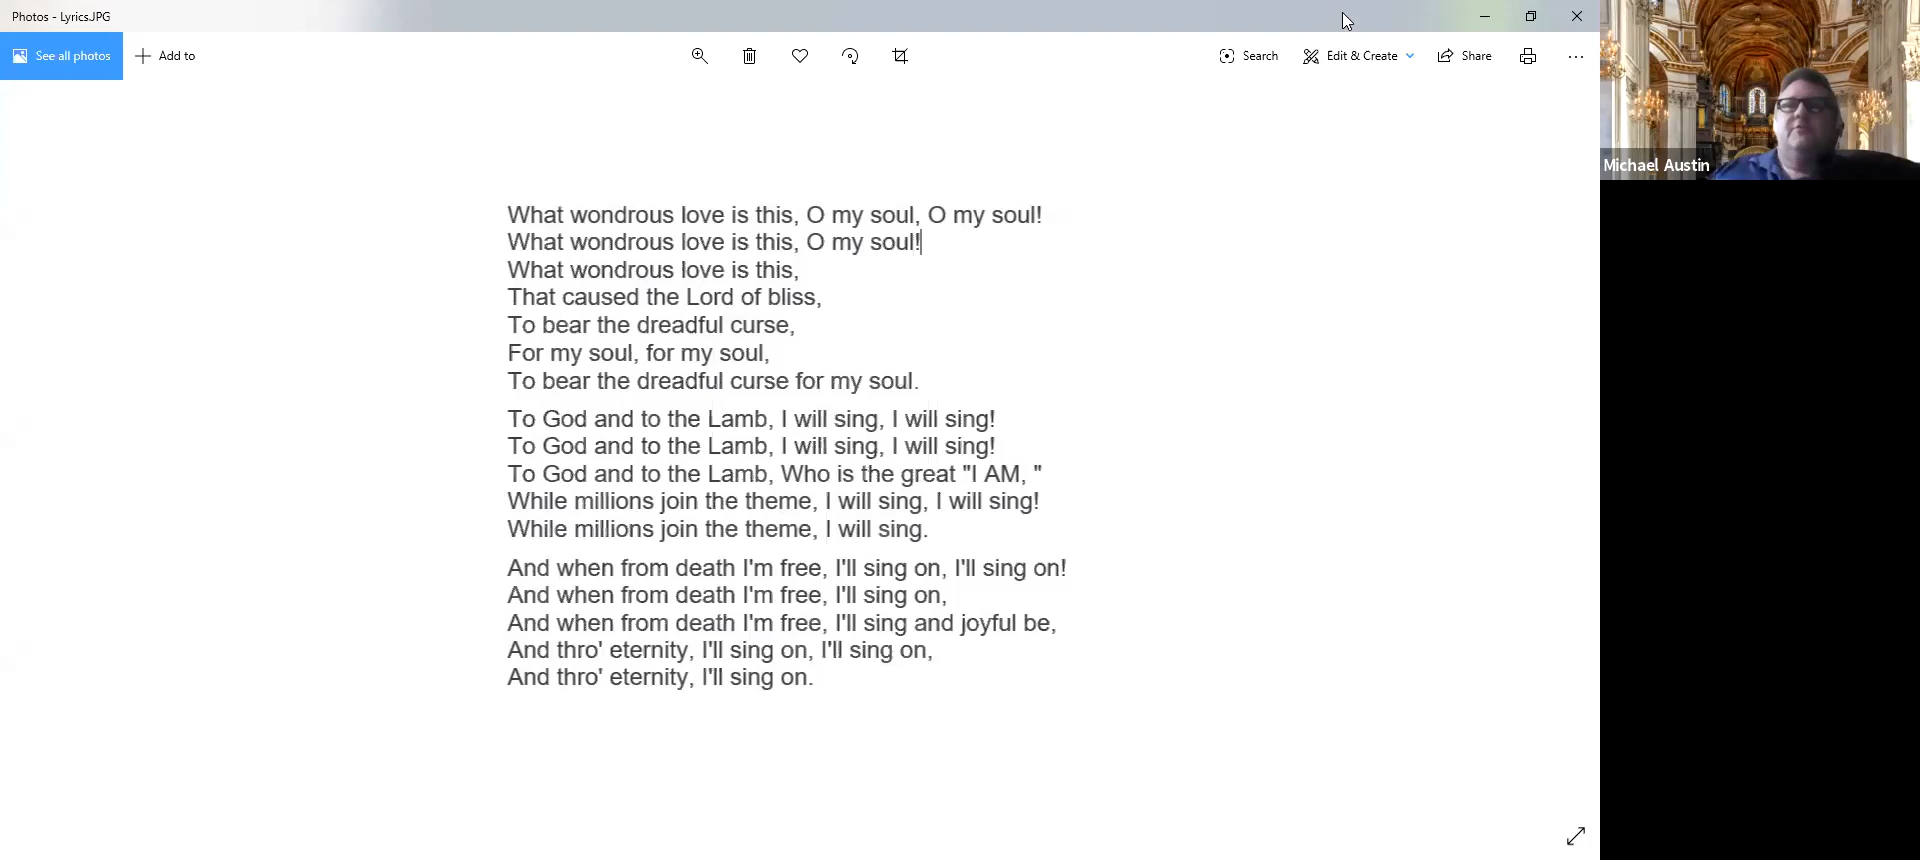 Photos - Lyrics.JPG
See all photos
Add to
Search
Edit & Create
Share
Michael Austin
What wondrous love is this, O my soul, O my soul!
What wondrous love is this, O my soul!
What wondrous love is this,
That caused the Lord of bliss,
To bear the dreadful curse,
For my soul, for my soul,
To bear the dreadful curse for my soul.
To God and to the Lamb, I will sing, I will sing!
To God and to the Lamb, I will sing, I will sing!
To God and to the Lamb, Who is the great "I AM, "
While millions join the theme, I will sing, I will sing!
While millions join the theme, I will sing.
And when from death I'm free, I'll sing on, I'll sing on!
And when from death I'm free, I'll sing on,
And when from death I'm free, I'll sing and joyful be,
And thro' eternity, I'll sing on, I'll sing on,
And thro' eternity, I'll sing on.